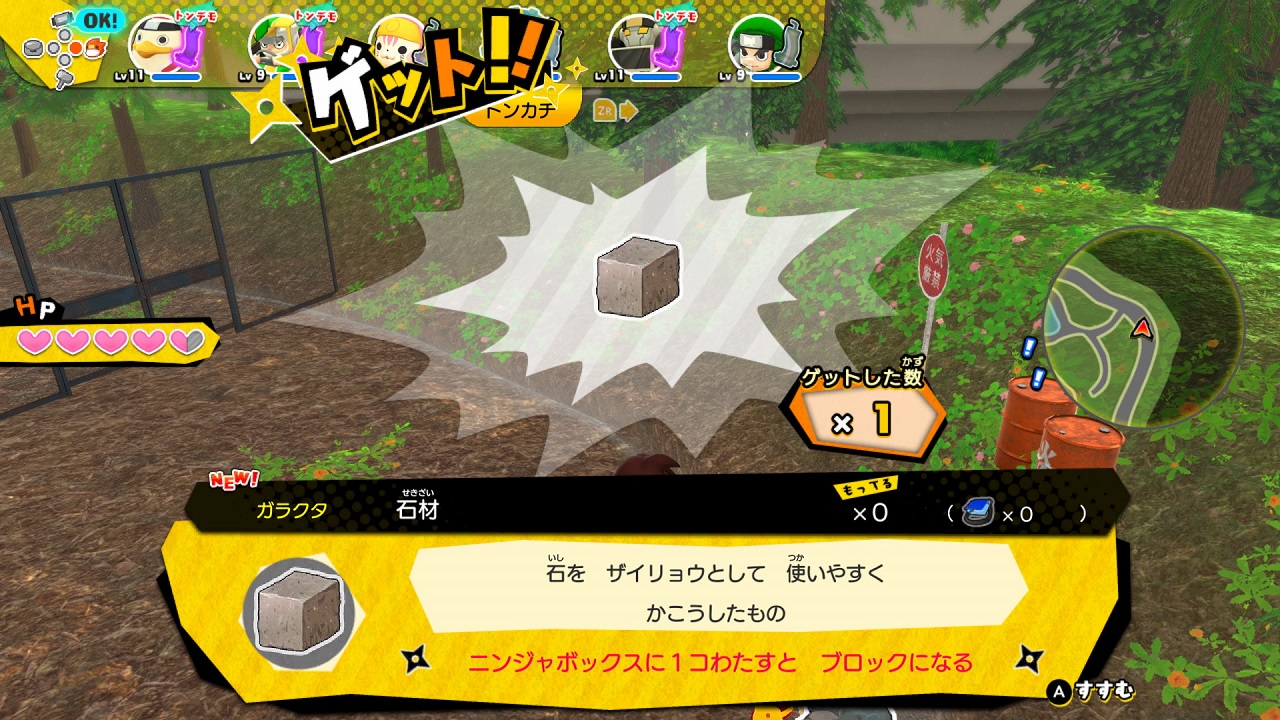 OK!
トンデモ
トンデモ
トンデモ
Lv11
Lv 9
Lv11
Lv 9
ゲット!!
トンカチ
ZR
火気
厳禁
HP
かず
ゲットした数
×1
NEW!
ガラクタ
せきざい
石材
もってる
×0
( ×0 )
いし つか
石を ザイリョウとして 使いやすく
かこうしたもの
ニンジャボックスに1コわたすと ブロックになる
A すすむ